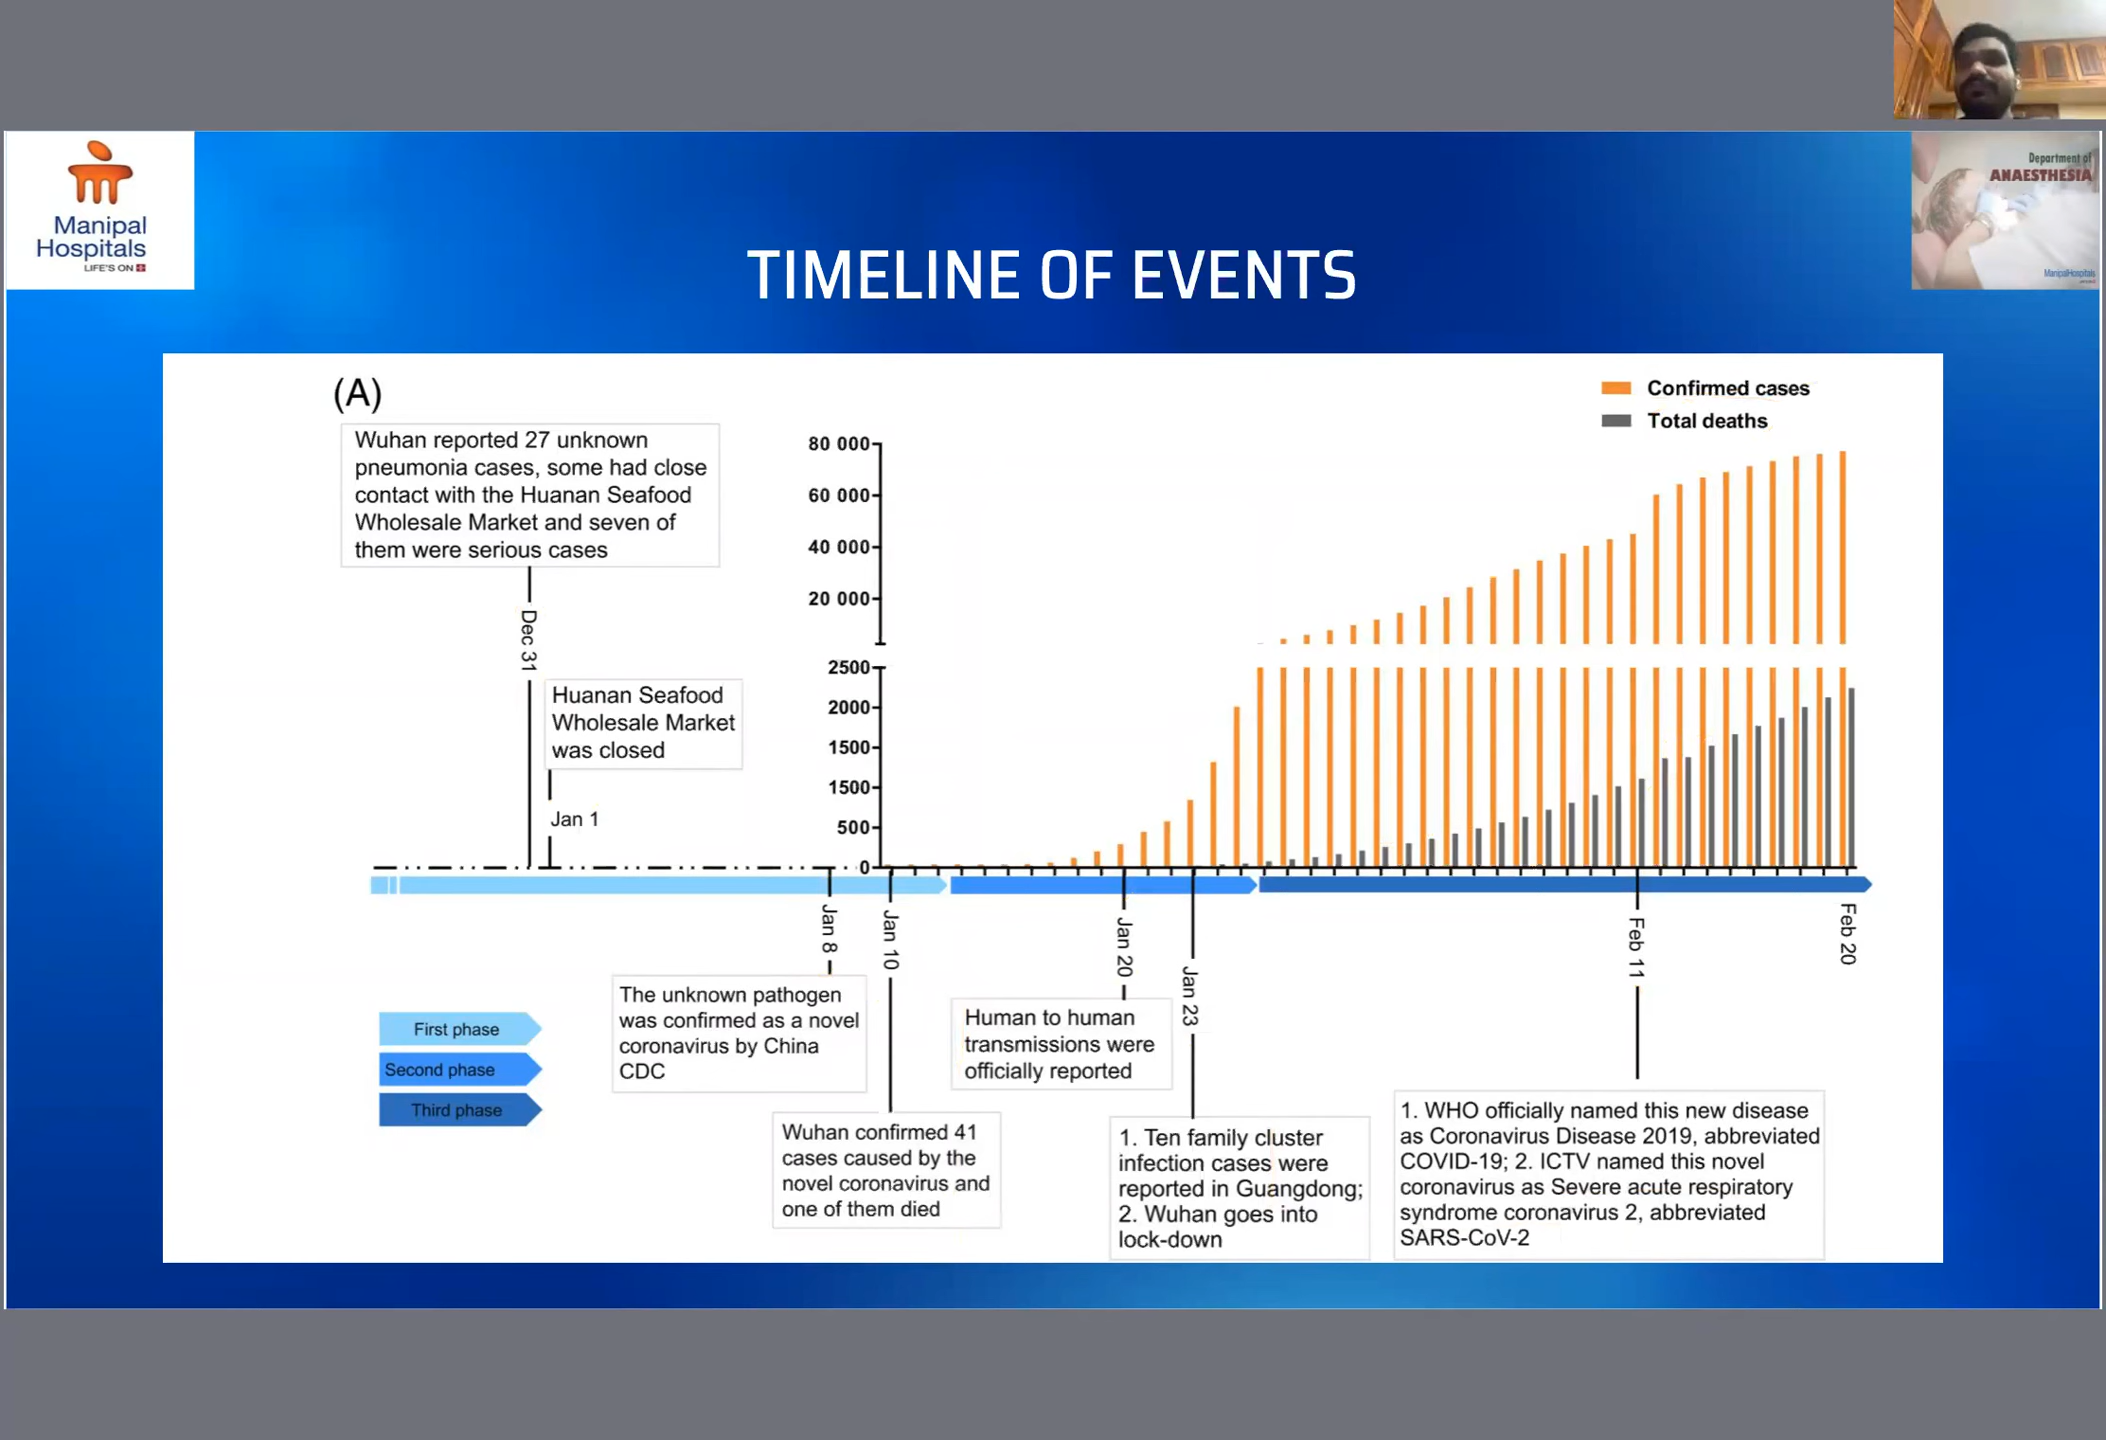 Manipal
Hospitals
LIFE'S ON
Department of
ANAESTHESIA
ManipalHospitals
TIMELINE OF EVENTS
(A)
Confirmed cases
Total deaths
Wuhan reported 27 unknown
pneumonia cases, some had close
contact with the Huanan Seafood
Wholesale Market and seven of
them were serious cases
Dec 31
Huanan Seafood
Wholesale Market
was closed
Jan 1
80 000
60 000
40 000
20 000
2500
2000
1500
1500
500
0
Jan 8
Jan 10
Jan 20
Jan 23
Feb 11
Feb 20
First phase
Second phase
Third phase
The unknown pathogen
was confirmed as a novel
coronavirus by China
CDC
Wuhan confirmed 41
cases caused by the
novel coronavirus and
one of them died
Human to human
transmissions were
officially reported
1. Ten family cluster
infection cases were
reported in Guangdong;
2. Wuhan goes into
lock-down
1. WHO officially named this new disease
as Coronavirus Disease 2019, abbreviated
COVID-19; 2. ICTV named this novel
coronavirus as Severe acute respiratory
syndrome coronavirus 2, abbreviated
SARS-CoV-2